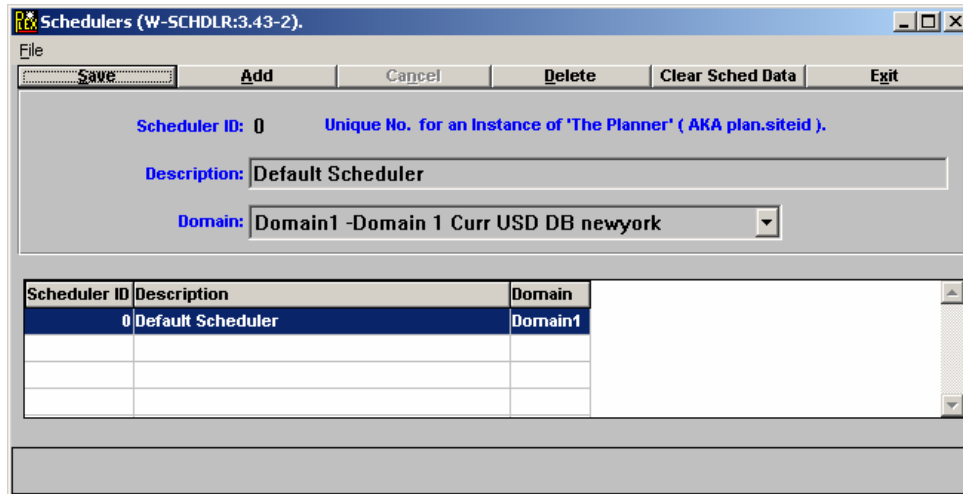 Schedulers (W-SCHDLR:3.43-2).
File
Save Add Cancel Delete Clear Sched Data Exit
Scheduler ID: 0 Unique No. for an Instance of 'The Planner' ( AKA plan.siteid ).
Description: Default Scheduler
Domain: Domain1 -Domain 1 Curr USD DB newyork
Scheduler ID Description Domain
0 Default Scheduler Domain1